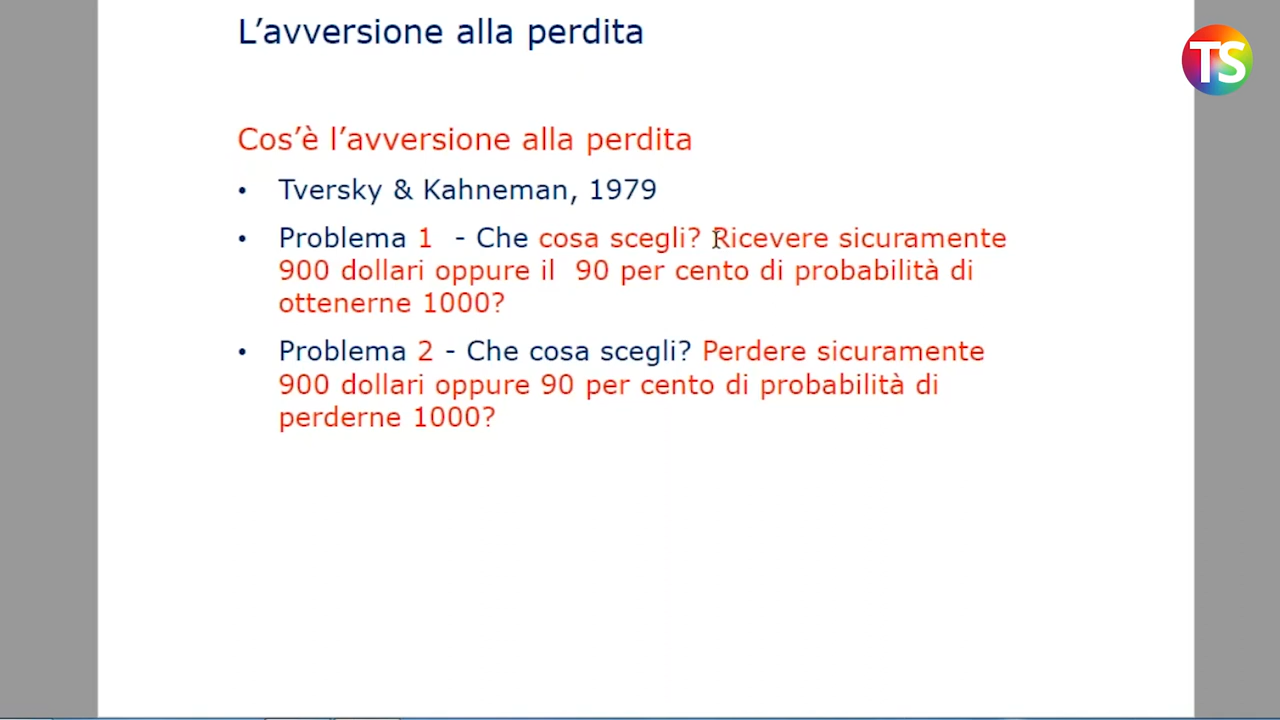 L’avversione alla perdita
TS
Cos’è l’avversione alla perdita
• Tversky & Kahneman, 1979
• Problema 1 - Che cosa scegli? Ricevere sicuramente
900 dollari oppure il 90 per cento di probabilità di
ottenerne 1000?
• Problema 2 - Che cosa scegli? Perdere sicuramente
900 dollari oppure 90 per cento di probabilità di
perderne 1000?